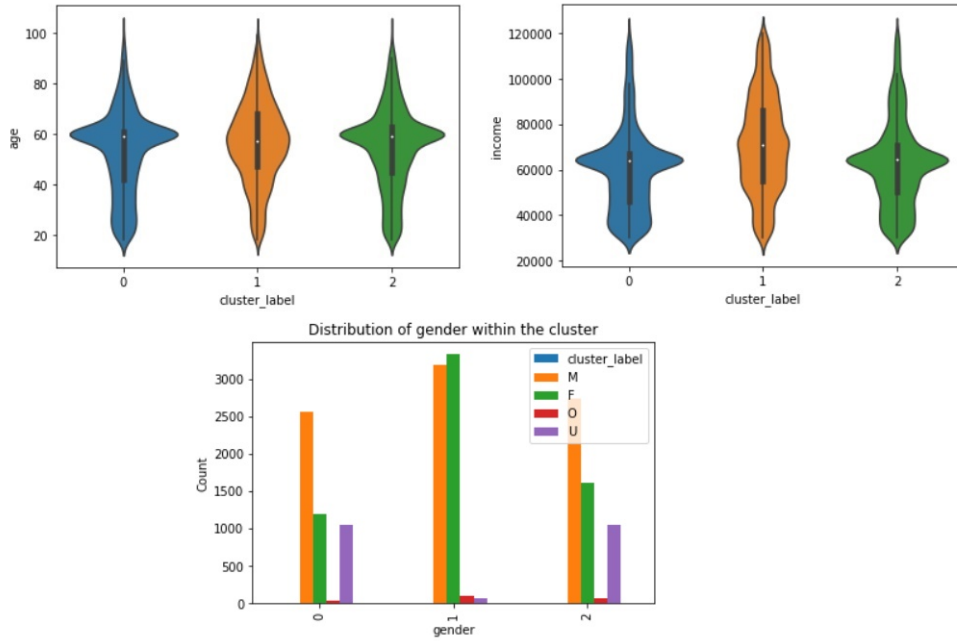 100
80
60
40
20
age
0
1
2
cluster_label
120000
100000
80000
60000
40000
20000
income
0
1
2
cluster_label
Distribution of gender within the cluster
3000
2500
2000
1500
1000
500
0
Count
cluster_label
M
F
O
U
0
1
2
gender